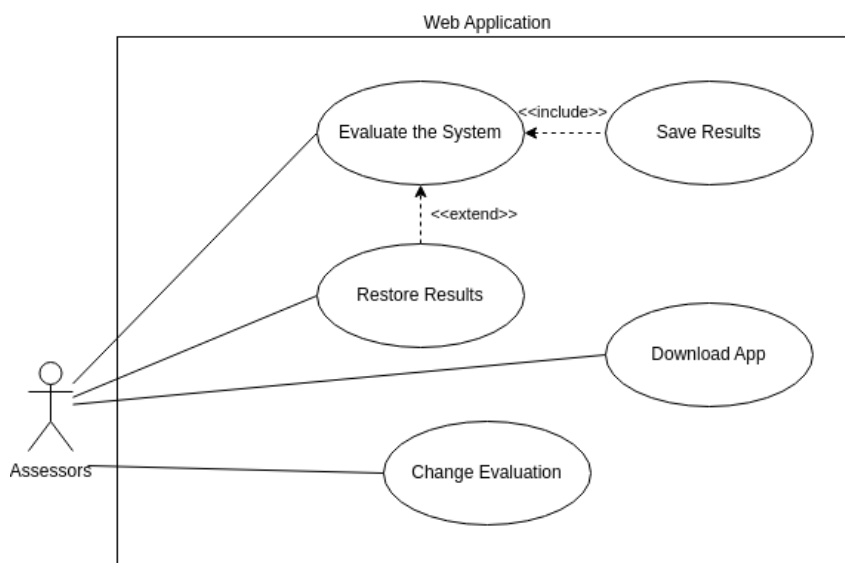 Web Application
Evaluate the System
<<include>>
Save Results
<<extend>>
Restore Results
Download App
Assessors
Change Evaluation